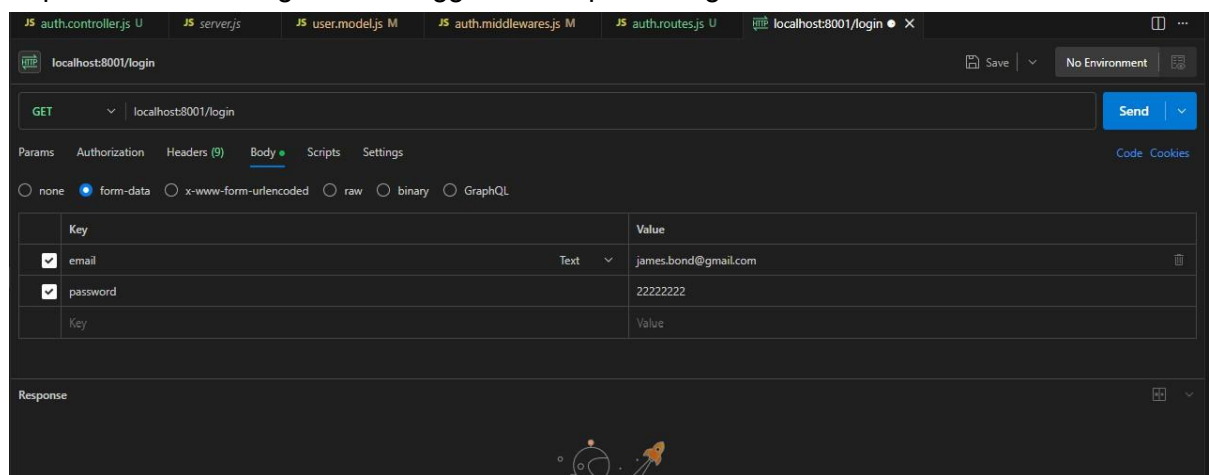 JS auth.controller.js U JS server.js JS user.model.js M JS auth.middlewares.js M JS auth.routes.js U HTTP localhost:8001/login ● X ...
HTTP localhost:8001/login Save No Environment
GET localhost:8001/login Send
Params Authorization Headers (9) Body Scripts Settings Code Cookies
none form-data x-www-form-urlencoded raw binary GraphQL
Key Value
email Text james.bond@gmail.com
password 22222222
Key Value
Response